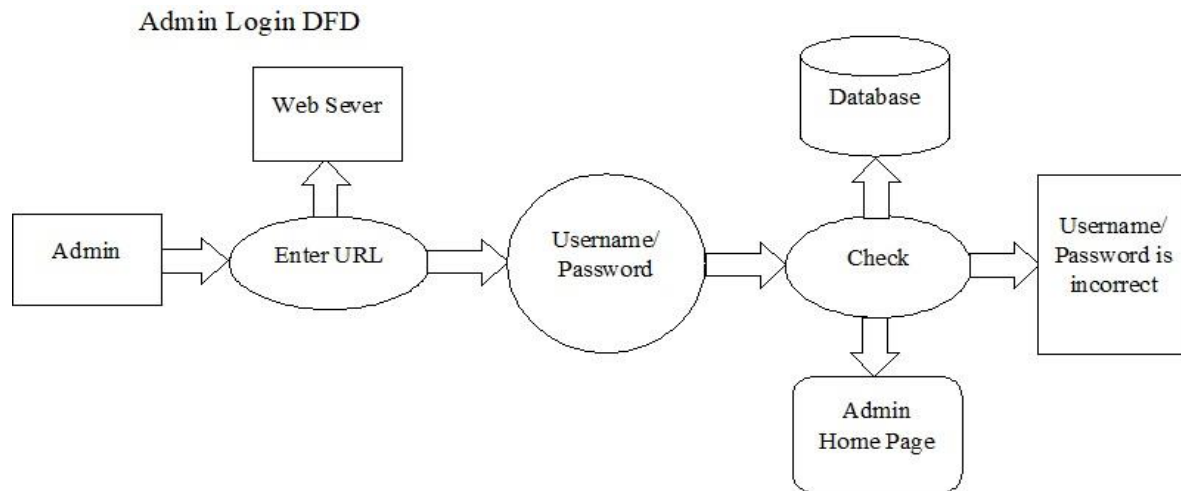 Admin Login DFD
Web Sever
Database
Admin
Enter URL
Username/
Password
Check
Username/
Password is
incorrect
Admin
Home Page